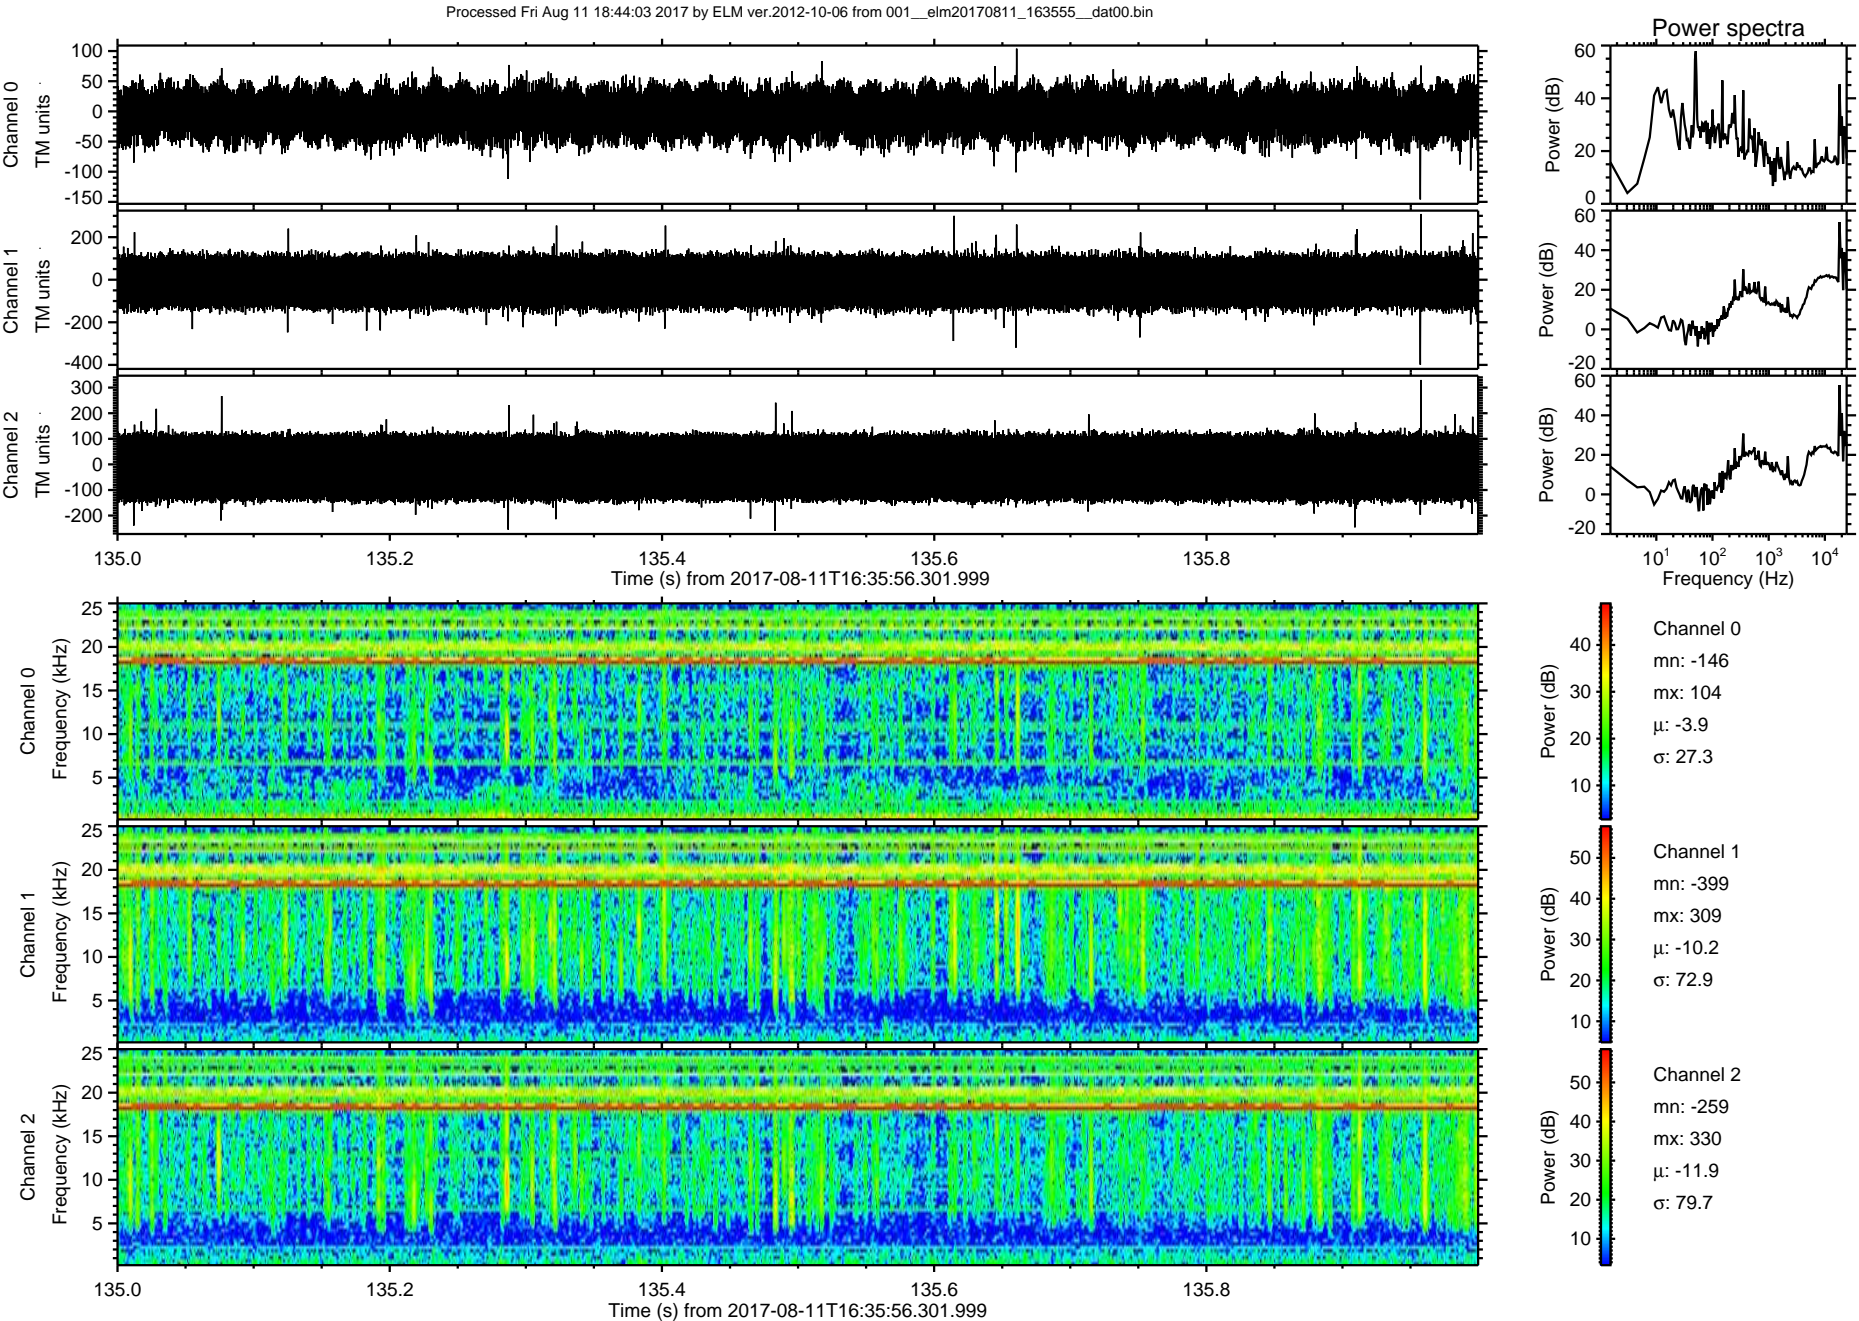 Processed Fri Aug 11 18:44:03 2017 by ELM ver.2012-10-06 from 001__elm20170811_163555__dat00.bin
Power spectra
Channel 0
TM units
100
50
0
-50
-100
-150
Power (dB)
60
40
20
0
Channel 1
TM units
200
0
-200
-400
Power (dB)
60
40
20
0
-20
Channel 2
TM units
300
200
100
0
-100
-200
Power (dB)
60
40
20
0
-20
135.0 135.2 135.4 135.6 135.8
Time (s) from 2017-08-11T16:35:56.301.999
10^1 10^2 10^3 10^4
Frequency (Hz)
Channel 0
Frequency (kHz)
25
20
15
10
5
Power (dB)
40
30
20
10
Channel 0
mn: -146
mx: 104
μ: -3.9
σ: 27.3
Channel 1
Frequency (kHz)
25
20
15
10
5
Power (dB)
50
40
30
20
10
Channel 1
mn: -399
mx: 309
μ: -10.2
σ: 72.9
Channel 2
Frequency (kHz)
25
20
15
10
5
Power (dB)
50
40
30
20
10
Channel 2
mn: -259
mx: 330
μ: -11.9
σ: 79.7
135.0 135.2 135.4 135.6 135.8
Time (s) from 2017-08-11T16:35:56.301.999